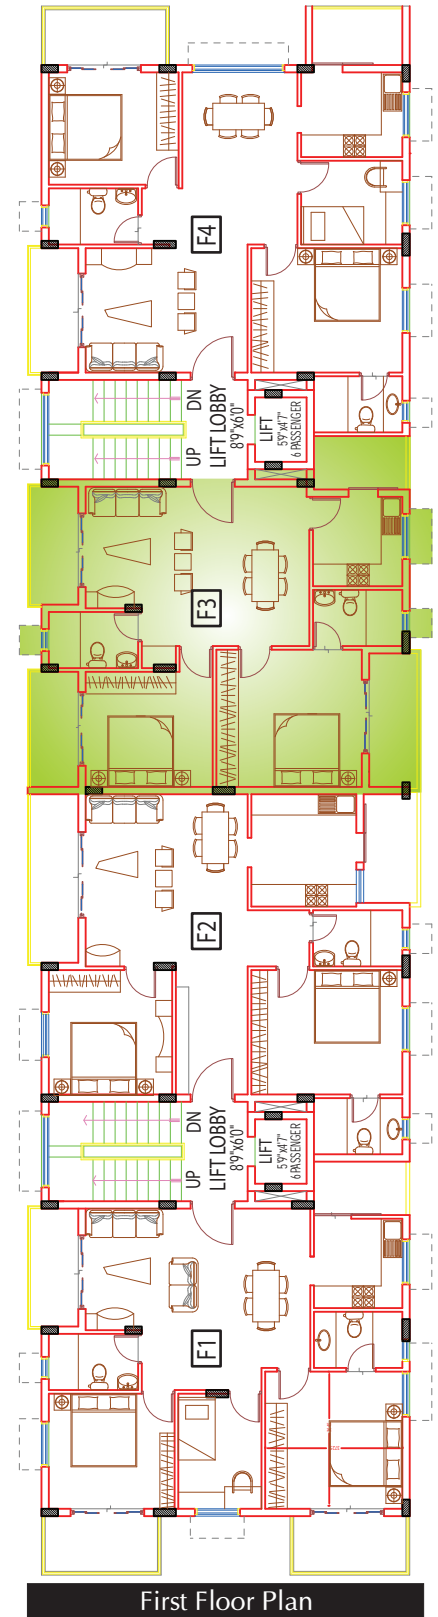 F4
DN
UP
LIFT LOBBY
8'9"x6'0"
LIFT
5'9"x4'7"
6 PASSENGER
F3
F2
DN
UP
LIFT LOBBY
8'9"x6'0"
LIFT
5'9"x4'7"
6 PASSENGER
F1
First Floor Plan